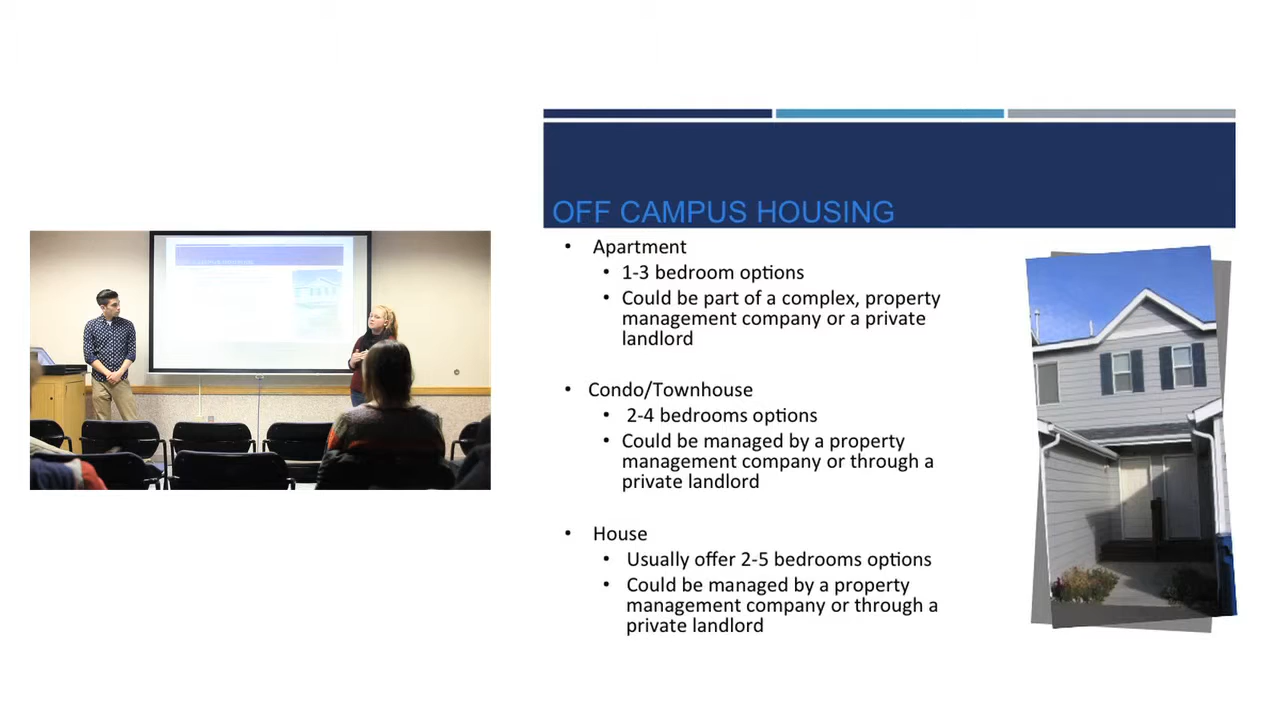 OFF CAMPUS HOUSING
• Apartment
• 1-3 bedroom options
• Could be part of a complex, property
management company or a private
landlord
• Condo/Townhouse
• 2-4 bedrooms options
• Could be managed by a property
management company or through a
private landlord
• House
• Usually offer 2-5 bedrooms options
• Could be managed by a property
management company or through a
private landlord